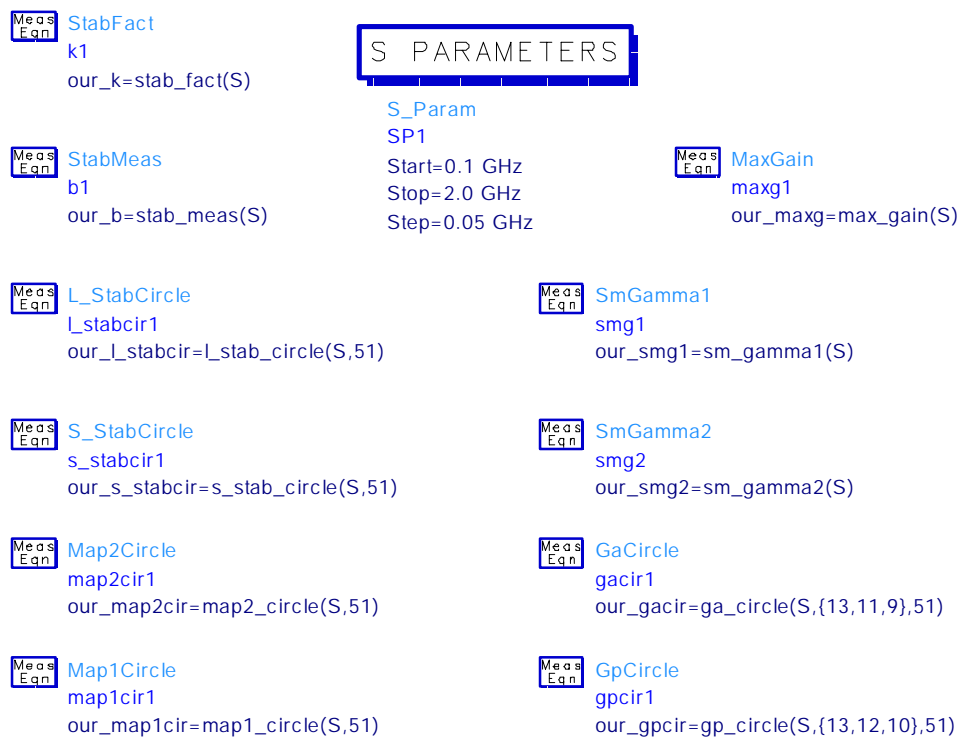 Meas
Eqn
StabFact
k1
our_k=stab_fact(S)
S PARAMETERS
S_Param
SP1
Start=0.1 GHz
Stop=2.0 GHz
Step=0.05 GHz
Meas
Eqn
StabMeas
b1
our_b=stab_meas(S)
Meas
Eqn
MaxGain
maxg1
our_maxg=max_gain(S)
Meas
Eqn
L_StabCircle
l_stabcir1
our_l_stabcir=l_stab_circle(S,51)
Meas
Eqn
SmGamma1
smg1
our_smg1=sm_gamma1(S)
Meas
Eqn
S_StabCircle
s_stabcir1
our_s_stabcir=s_stab_circle(S,51)
Meas
Eqn
SmGamma2
smg2
our_smg2=sm_gamma2(S)
Meas
Eqn
Map2Circle
map2cir1
our_map2cir=map2_circle(S,51)
Meas
Eqn
GaCircle
gacir1
our_gacir=ga_circle(S,{13,11,9},51)
Meas
Eqn
Map1Circle
map1cir1
our_map1cir=map1_circle(S,51)
Meas
Eqn
GpCircle
gpcir1
our_gpcir=gp_circle(S,{13,12,10},51)